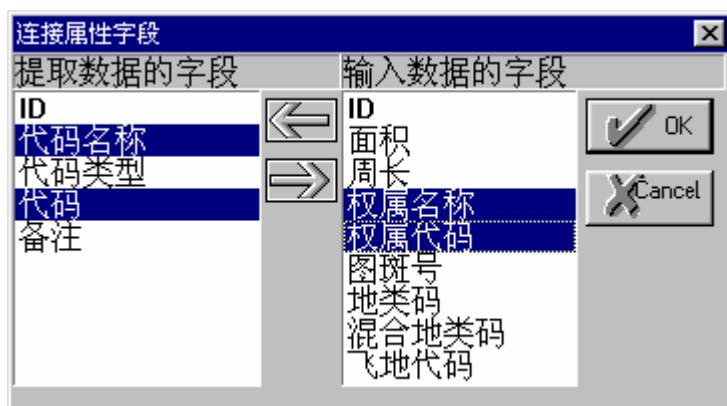 连接属性字段
提取数据的字段
输入数据的字段
ID
代码名称
代码类型
代码
备注
ID
面积
周长
权属名称
权属代码
图斑号
地类码
混合地类码
飞地代码
OK
Cancel